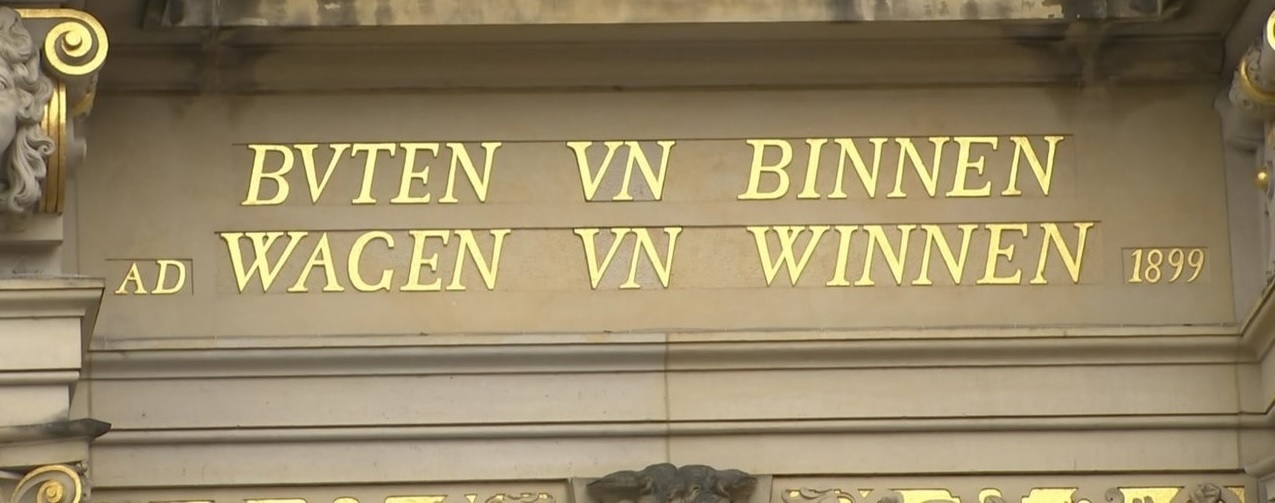 BVTEN VN BINNEN
AD WAGEN VN WINNEN 1899